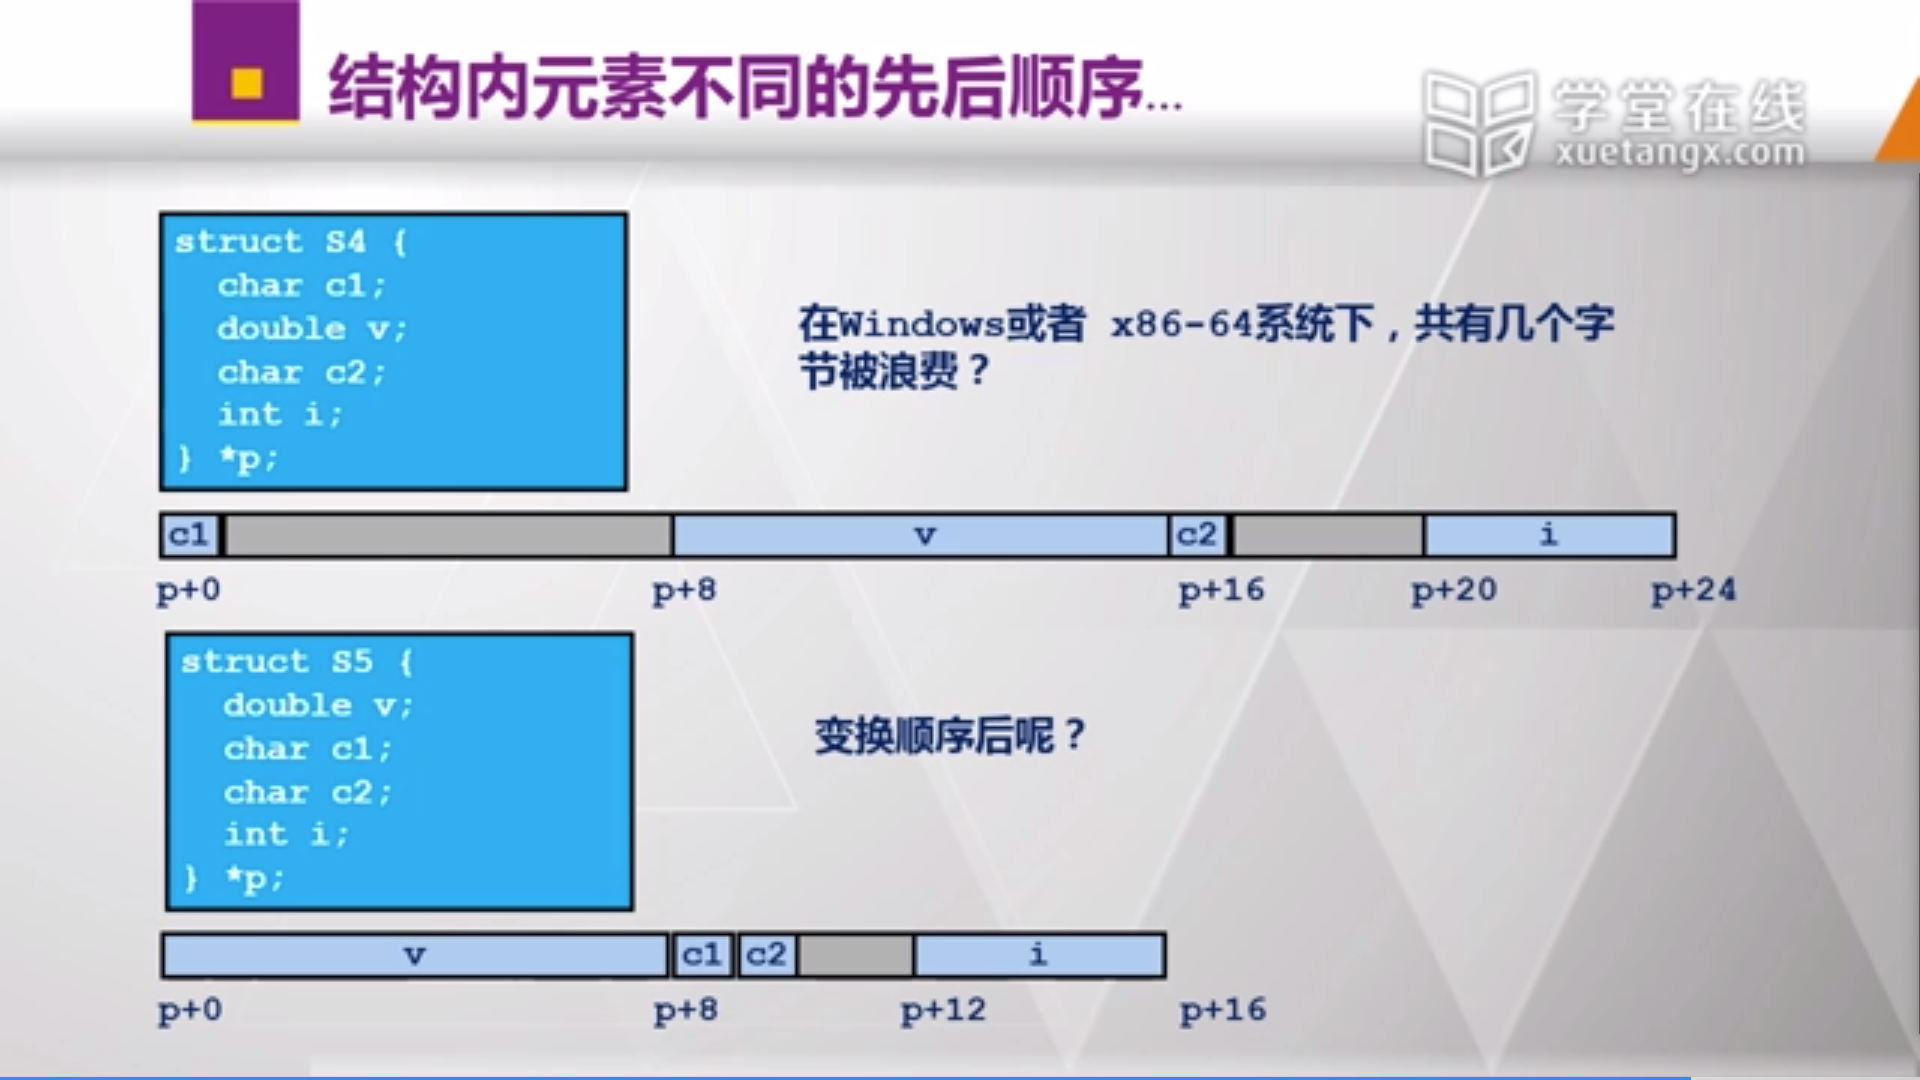 结构内元素不同的先后顺序...
学堂在线
xuetangx.com
struct S4 {
char c1;
double v;
char c2;
int i;
} *p;
在Windows或者 x86-64系统下，共有几个字
节被浪费？
c1 v c2 i
p+0 p+8 p+16 p+20 p+24
struct S5 {
double v;
char c1;
char c2;
int i;
} *p;
变换顺序后呢？
v c1 c2 i
p+0 p+8 p+12 p+16